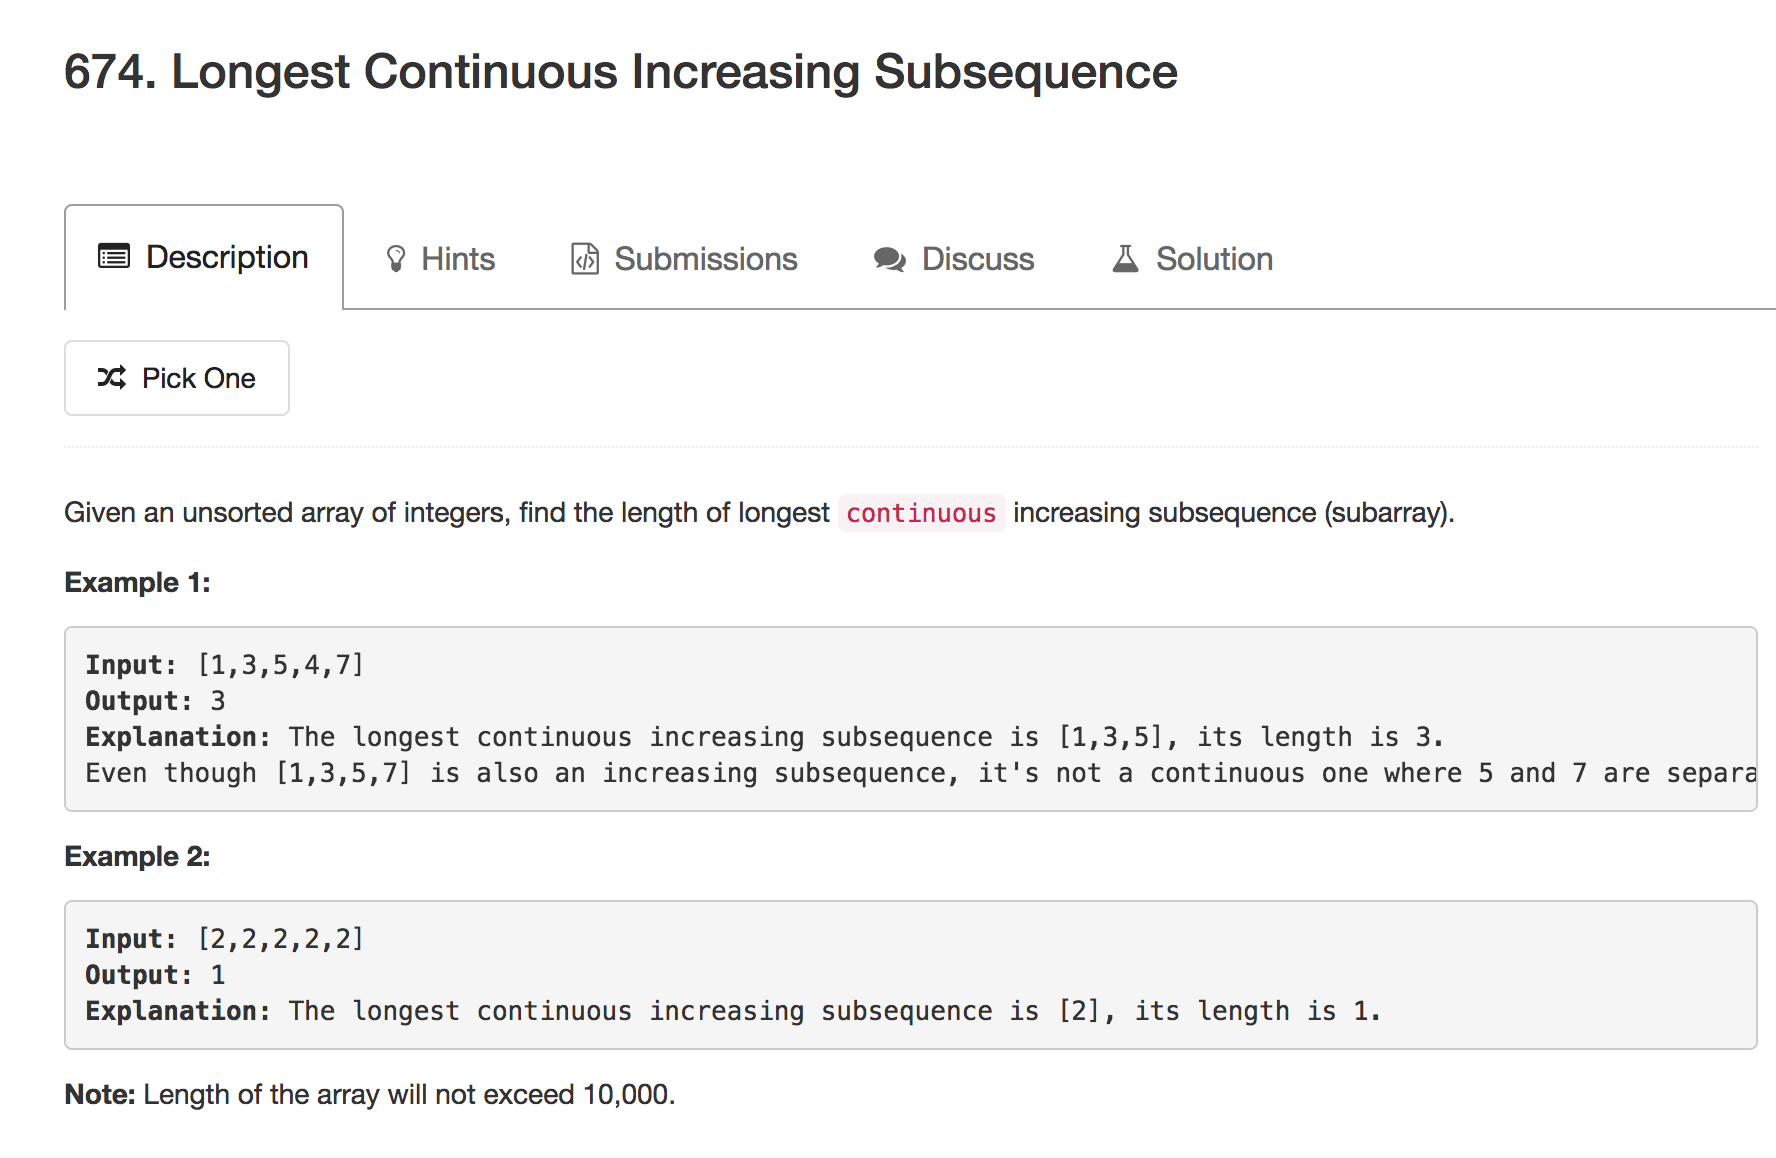 674. Longest Continuous Increasing Subsequence
Description Hints Submissions Discuss Solution
Pick One
Given an unsorted array of integers, find the length of longest continuous increasing subsequence (subarray).
Example 1:
Input: [1,3,5,4,7]
Output: 3
Explanation: The longest continuous increasing subsequence is [1,3,5], its length is 3.
Even though [1,3,5,7] is also an increasing subsequence, it's not a continuous one where 5 and 7 are separa
Example 2:
Input: [2,2,2,2,2]
Output: 1
Explanation: The longest continuous increasing subsequence is [2], its length is 1.
Note: Length of the array will not exceed 10,000.